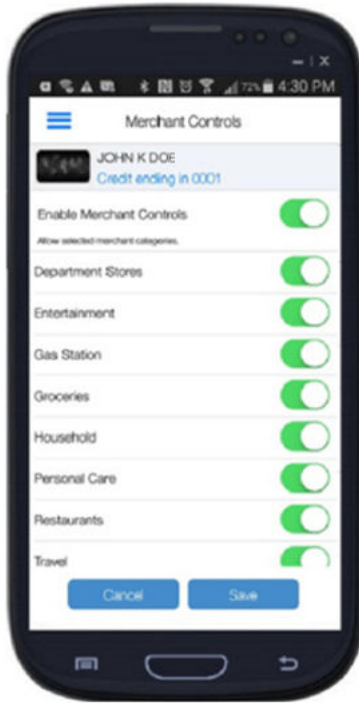 72% 4:30 PM
Merchant Controls
JOHN K DOE
Credit ending in 0001
Enable Merchant Controls
Allow selected merchant categories.
Department Stores
Entertainment
Gas Station
Groceries
Household
Personal Care
Restaurants
Travel
Cancel Save